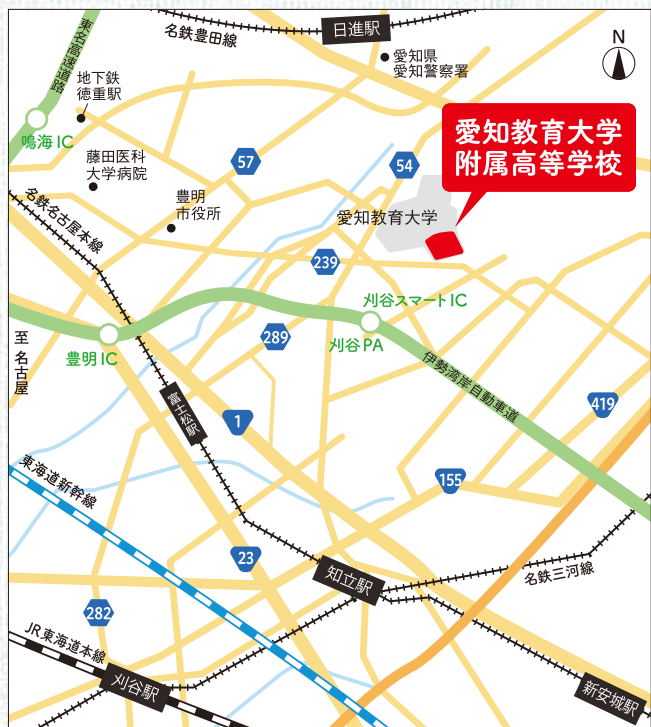 名鉄豊田線
日進駅
N
東名高速道路
地下鉄
徳重駅
愛知県
愛知警察署
鳴海IC
愛知教育大学
附属高等学校
藤田医科
大学病院
57
54
豊明
市役所
愛知教育大学
名鉄名古屋本線
239
刈谷スマートIC
289
刈谷PA
豊明IC
至 名古屋
伊勢湾岸自動車道
富士松駅
1
419
東海道新幹線
155
23
知立駅
名鉄三河線
282
JR東海道本線
刈谷駅
新安城駅